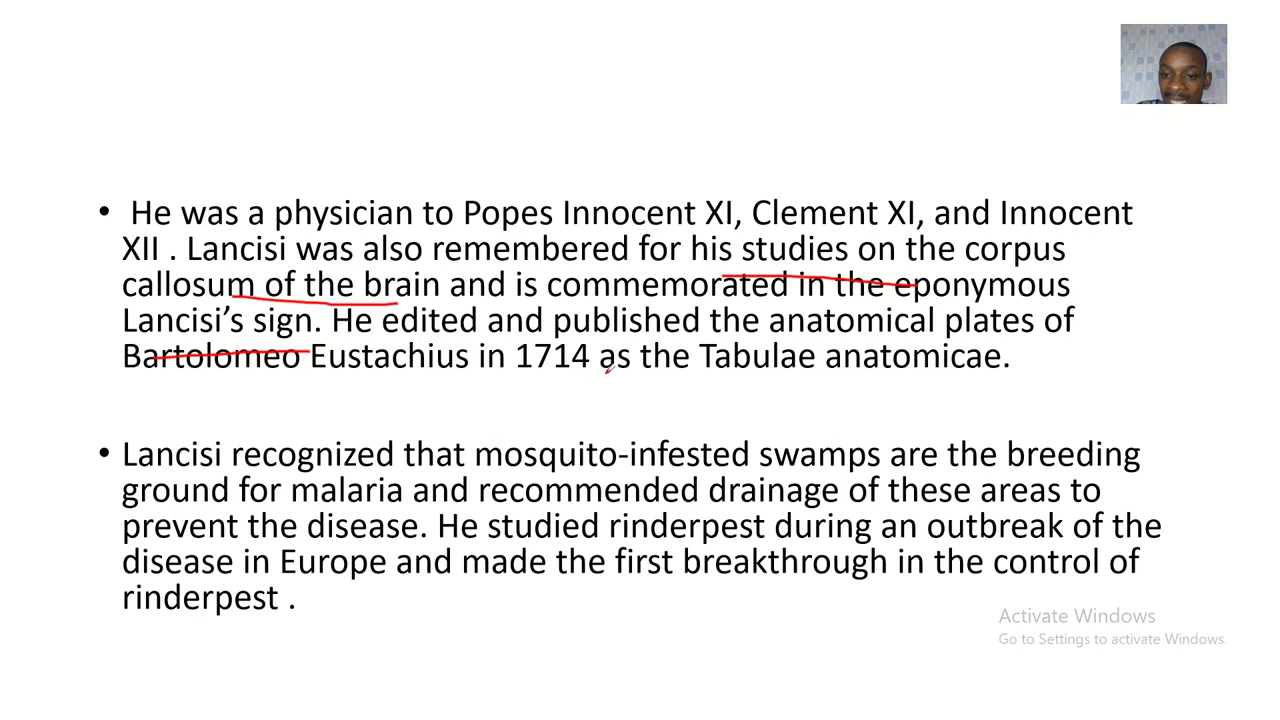 • He was a physician to Popes Innocent XI, Clement XI, and Innocent
XII . Lancisi was also remembered for his studies on the corpus
callosum of the brain and is commemorated in the eponymous
Lancisi’s sign. He edited and published the anatomical plates of
Bartolomeo Eustachius in 1714 as the Tabulae anatomicae.
• Lancisi recognized that mosquito-infested swamps are the breeding
ground for malaria and recommended drainage of these areas to
prevent the disease. He studied rinderpest during an outbreak of the
disease in Europe and made the first breakthrough in the control of
rinderpest .
Activate Windows
Go to Settings to activate Windows.